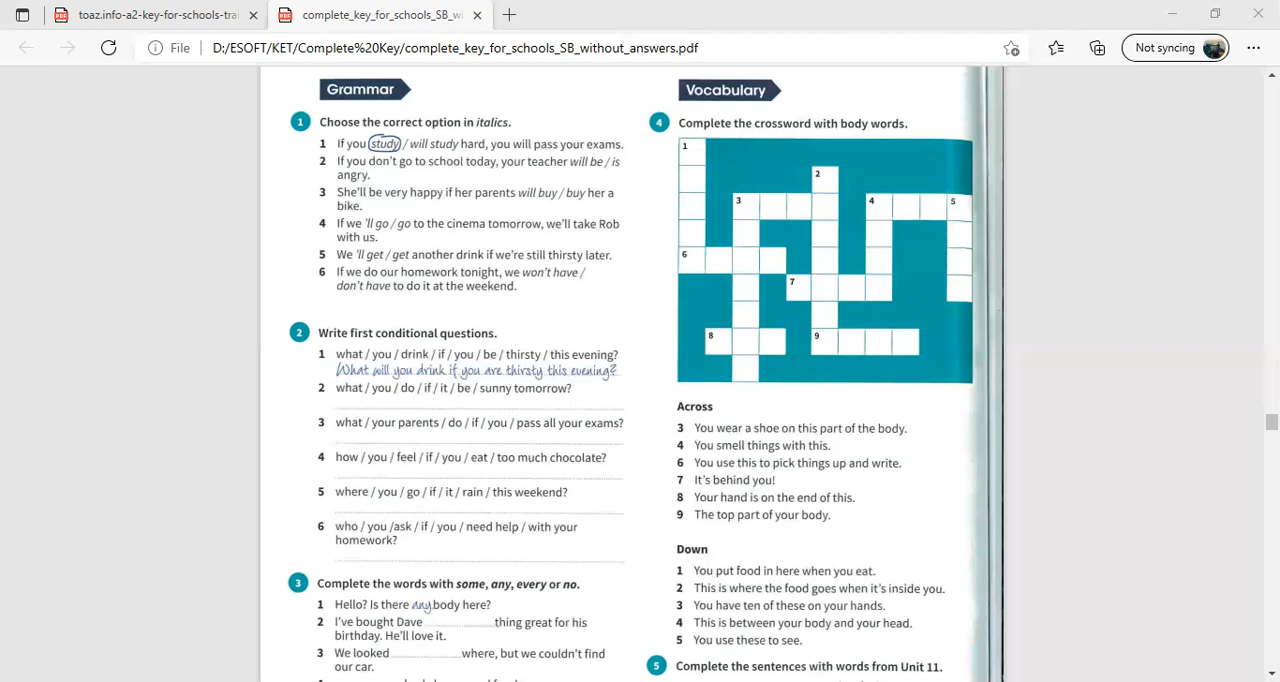 toaz.info-a2-key-for-schools-trai
complete_key_for_schools_SB_wi
File
D:/ESOFT/KET/Complete%20Key/complete_key_for_schools_SB_without_answers.pdf
Not syncing
Grammar
1 Choose the correct option in italics.
1 If you study / will study hard, you will pass your exams.
2 If you don't go to school today, your teacher will be / is
angry.
3 She'll be very happy if her parents will buy / buy her a
bike.
4 If we 'll go / go to the cinema tomorrow, we'll take Rob
with us.
5 We 'll get / get another drink if we're still thirsty later.
6 If we do our homework tonight, we won't have /
don't have to do it at the weekend.
2 Write first conditional questions.
1 what / you / drink / if / you / be / thirsty / this evening?
What will you drink if you are thirsty this evening?
2 what / you / do / if / it / be / sunny tomorrow?
3 what / your parents / do / if / you / pass all your exams?
4 how / you / feel / if / you / eat / too much chocolate?
5 where / you / go / if / it / rain / this weekend?
6 who / you /ask / if / you / need help / with your
homework?
3 Complete the words with some, any, every or no.
1 Hello? Is there anybody here?
2 I've bought Dave thing great for his
birthday. He'll love it.
3 We looked where, but we couldn't find
our car.
Vocabulary
4 Complete the crossword with body words.
1
2
3 4 5
6
7
8 9
Across
3 You wear a shoe on this part of the body.
4 You smell things with this.
6 You use this to pick things up and write.
7 It's behind you!
8 Your hand is on the end of this.
9 The top part of your body.
Down
1 You put food in here when you eat.
2 This is where the food goes when it's inside you.
3 You have ten of these on your hands.
4 This is between your body and your head.
5 You use these to see.
5 Complete the sentences with words from Unit 11.